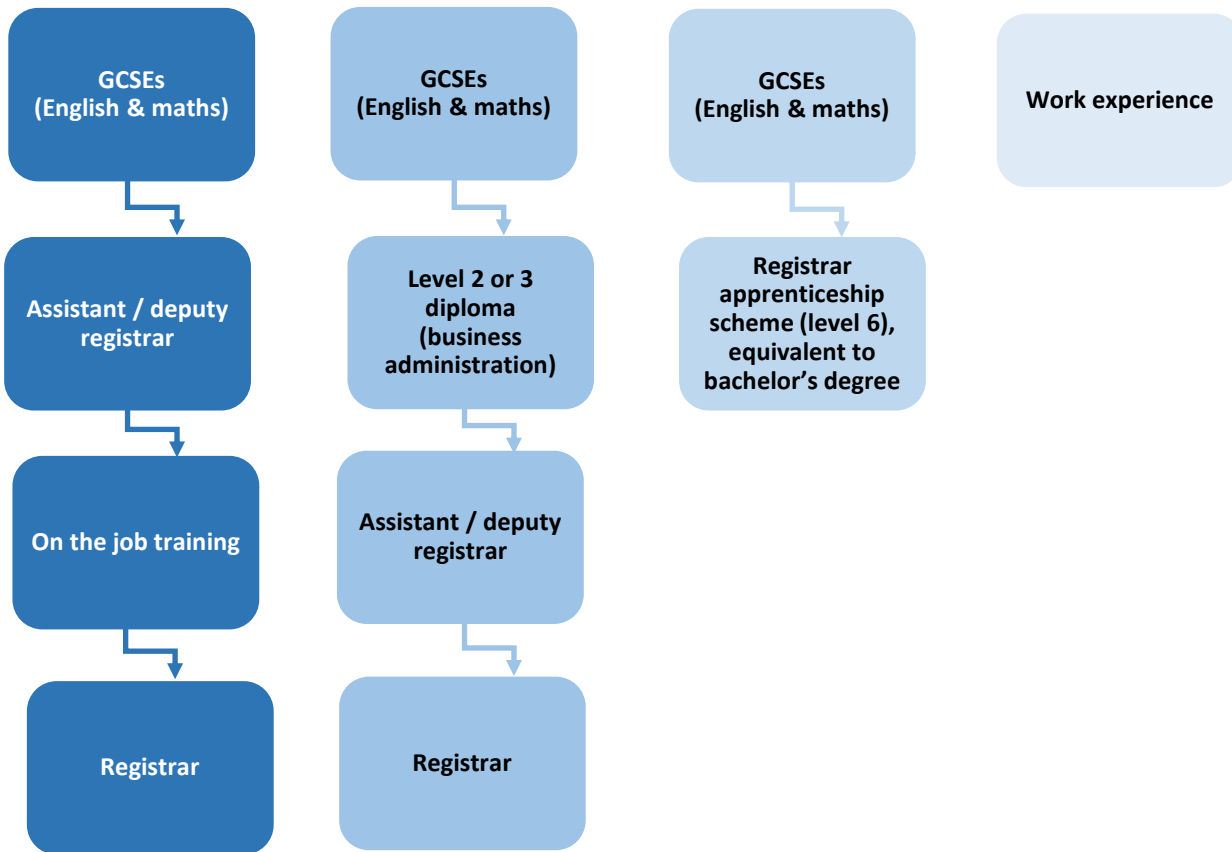 GCSEs
(English & maths)
Assistant / deputy
registrar
On the job training
Registrar
GCSEs
(English & maths)
Level 2 or 3
diploma
(business
administration)
Assistant / deputy
registrar
Registrar
GCSEs
(English & maths)
Registrar
apprenticeship
scheme (level 6),
equivalent to
bachelor’s degree
Work experience